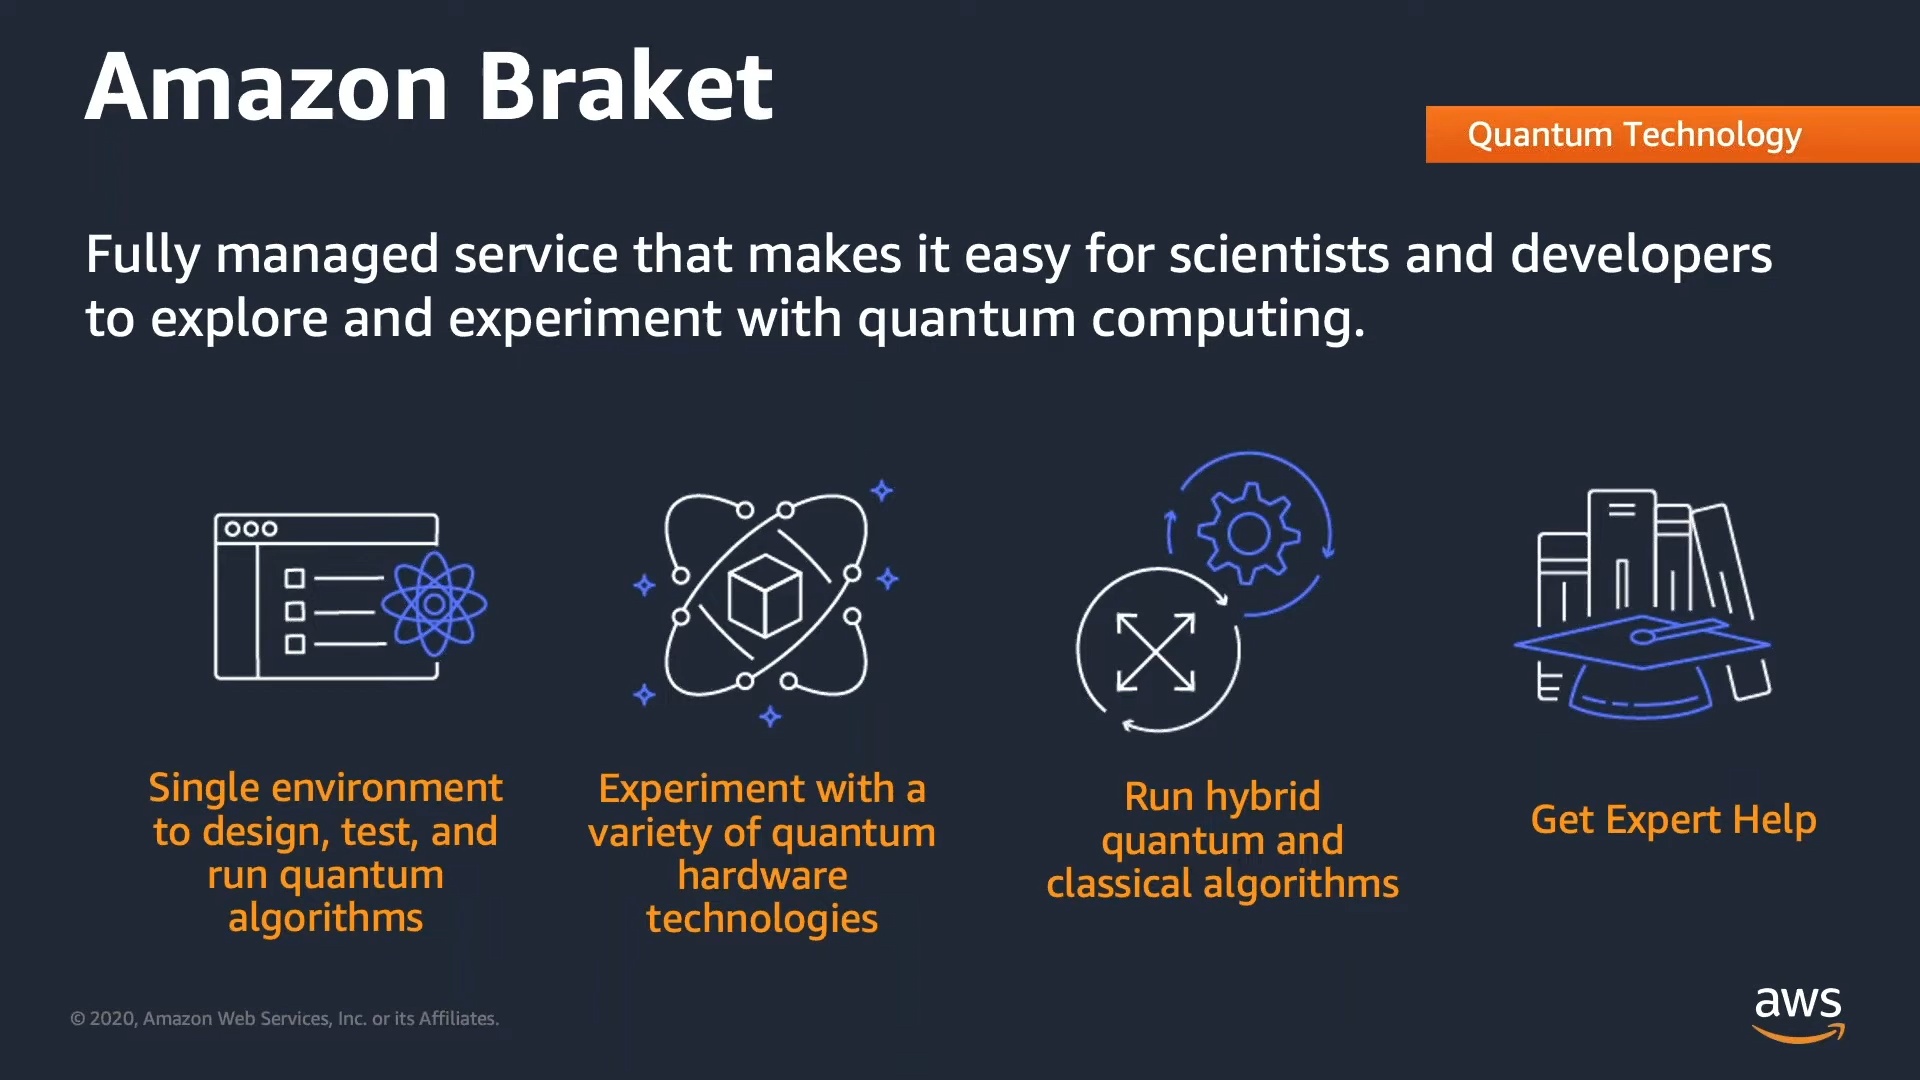 Amazon Braket
Quantum Technology
Fully managed service that makes it easy for scientists and developers
to explore and experiment with quantum computing.
Single environment
to design, test, and
run quantum
algorithms
Experiment with a
variety of quantum
hardware
technologies
Run hybrid
quantum and
classical algorithms
Get Expert Help
© 2020, Amazon Web Services, Inc. or its Affiliates.
aws